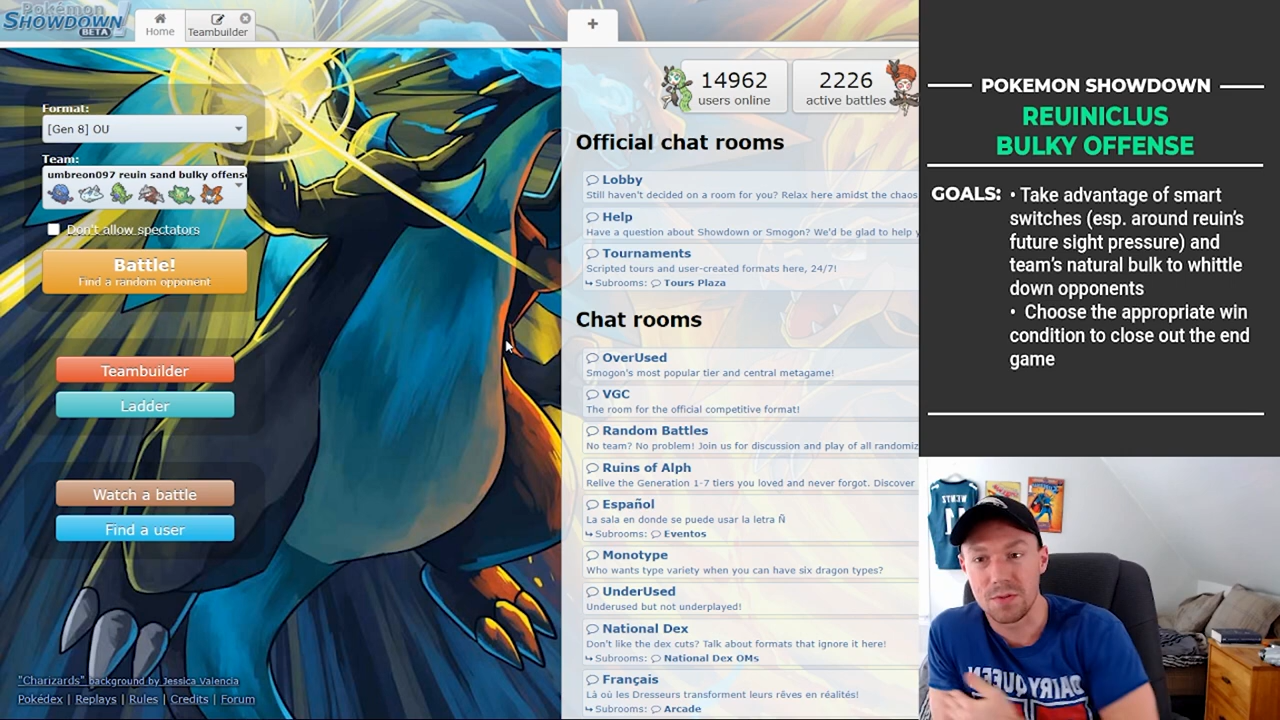 Pokémon
SHOWDOWN!
BETA
Home
Teambuilder
+
Format:
[Gen 8] OU
Team:
umbreon097 reuin sand bulky offense
Don't allow spectators
Battle!
Find a random opponent
Teambuilder
Ladder
Watch a battle
Find a user
"Charizards" background by Jessica Valencia
Pokédex | Replays | Rules | Credits | Forum
14962
users online
2226
active battles
Official chat rooms
Lobby
Still haven't decided on a room for you? Relax here amidst the chaos
Help
Have a question about Showdown or Smogon? We'd be glad to help y
Tournaments
Scripted tours and user-created formats here, 24/7!
↳ Subrooms: Tours Plaza
Chat rooms
OverUsed
Smogon's most popular tier and central metagame!
VGC
The room for the official competitive format!
Random Battles
No team? No problem! Join us for discussion and play of all randomiz
Ruins of Alph
Relive the Generation 1-7 tiers you loved and never forgot. Discover
Español
La sala en donde se puede usar la letra Ñ
↳ Subrooms: Eventos
Monotype
Who wants type variety when you can have six dragon types?
UnderUsed
Underused but not underplayed!
National Dex
Don't like the dex cuts? Talk about formats that ignore it here!
↳ Subrooms: National Dex OMs
Français
Là où les Dresseurs transforment leurs rêves en réalités!
↳ Subrooms: Arcade
POKEMON SHOWDOWN
REUINICLUS
BULKY OFFENSE
GOALS: • Take advantage of smart
switches (esp. around reuin's
future sight pressure) and
team's natural bulk to whittle
down opponents
• Choose the appropriate win
condition to close out the end
game
WENTZ
DAIRY QUEEN